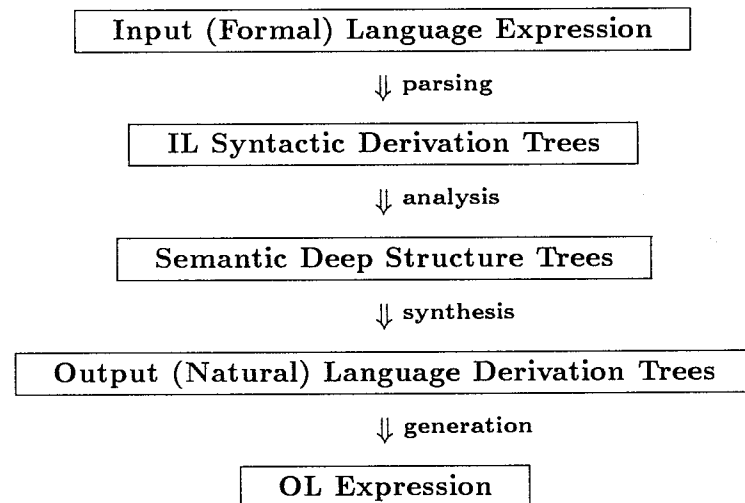 Input (Formal) Language Expression
⇓ parsing
IL Syntactic Derivation Trees
⇓ analysis
Semantic Deep Structure Trees
⇓ synthesis
Output (Natural) Language Derivation Trees
⇓ generation
OL Expression